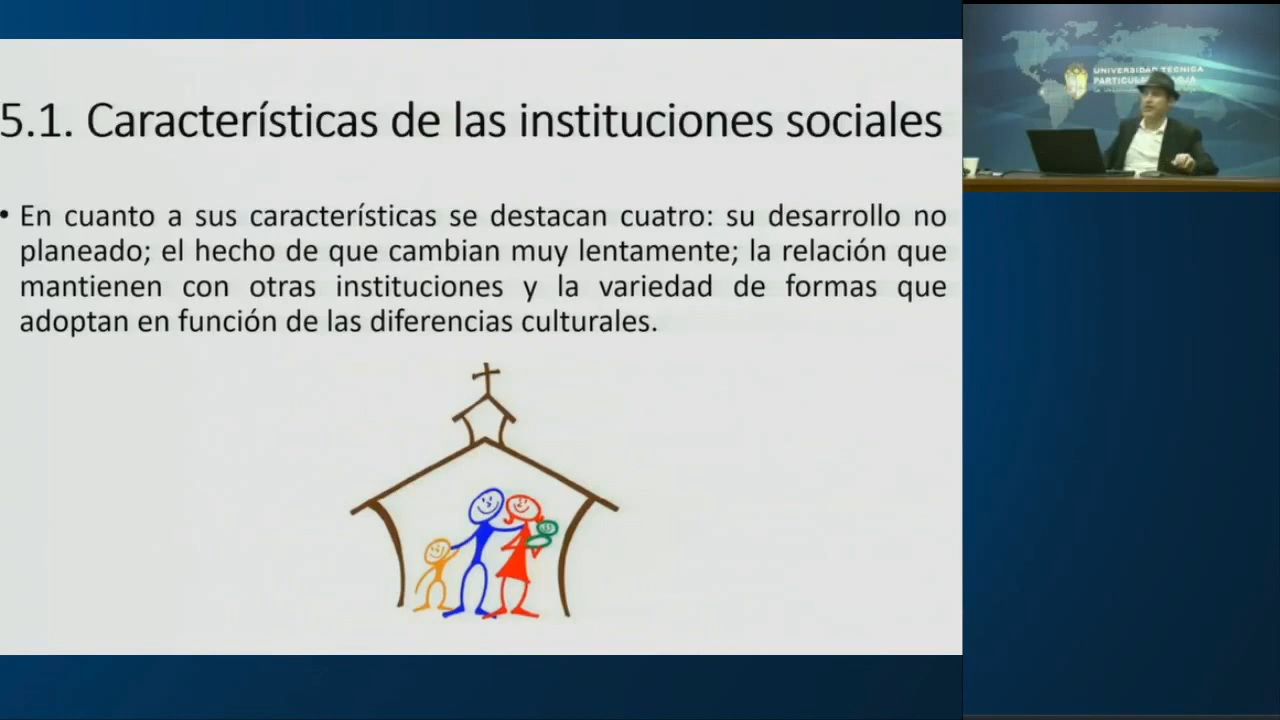 5.1. Características de las instituciones sociales
• En cuanto a sus características se destacan cuatro: su desarrollo no
planeado; el hecho de que cambian muy lentamente; la relación que
mantienen con otras instituciones y la variedad de formas que
adoptan en función de las diferencias culturales.
UNIVERSIDAD TÉCNICA